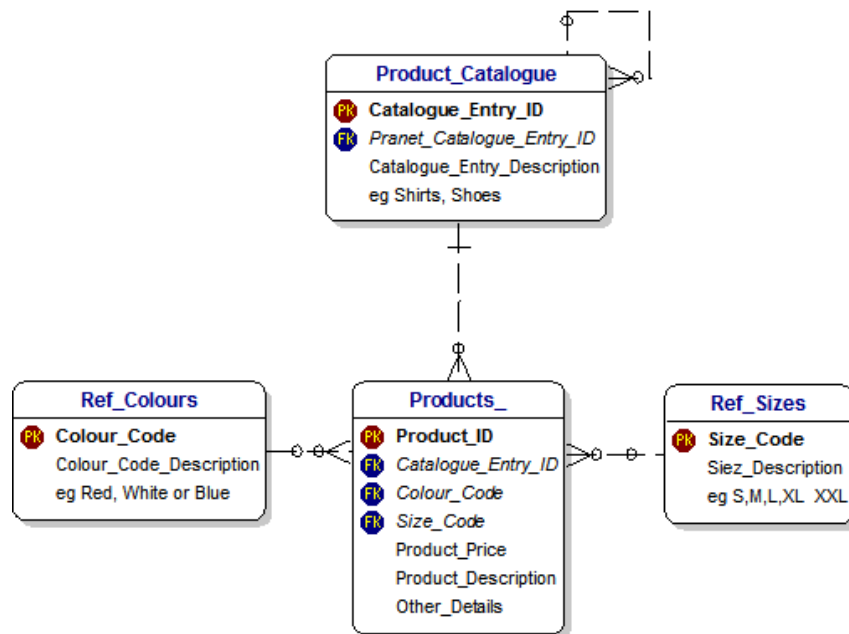 Product_Catalogue
PK Catalogue_Entry_ID
FK Pranet_Catalogue_Entry_ID
Catalogue_Entry_Description
eg Shirts, Shoes
Ref_Colours
PK Colour_Code
Colour_Code_Description
eg Red, White or Blue
Products_
PK Product_ID
FK Catalogue_Entry_ID
FK Colour_Code
FK Size_Code
Product_Price
Product_Description
Other_Details
Ref_Sizes
PK Size_Code
Siez_Description
eg S,M,L,XL XXL